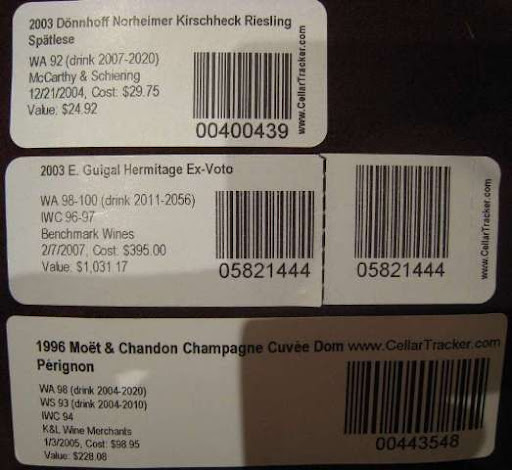 2003 Dönnhoff Norheimer Kirschheck Riesling
Spätlese
WA 92 (drink 2007-2020)
McCarthy & Schiering
12/21/2004, Cost: $29.75
Value: $24.92
00400439
www.CellarTracker.com
2003 E. Guigal Hermitage Ex-Voto
WA 98-100 (drink 2011-2056)
IWC 96-97
Benchmark Wines
2/7/2007, Cost: $395.00
Value: $1,031.17
05821444
05821444
www.CellarTracker.com
1996 Moët & Chandon Champagne Cuvée Dom www.CellarTracker.com
Pérignon
WA 98 (drink 2004-2020)
WS 93 (drink 2004-2010)
IWC 94
K&L Wine Merchants
1/3/2005, Cost: $98.95
Value: $228.08
00443548